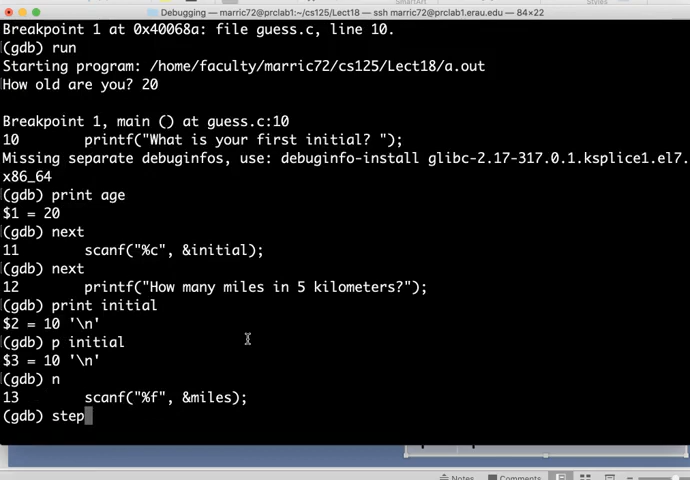 SmartArt
Styles
Debugging — marric72@prclab1:~/cs125/Lect18 — ssh marric72@prclab1.erau.edu — 84×22
Breakpoint 1 at 0x40068a: file guess.c, line 10.
(gdb) run
Starting program: /home/faculty/marric72/cs125/Lect18/a.out
How old are you? 20
Breakpoint 1, main () at guess.c:10
10 printf("What is your first initial? ");
Missing separate debuginfos, use: debuginfo-install glibc-2.17-317.0.1.ksplice1.el7.
x86_64
(gdb) print age
$1 = 20
(gdb) next
11 scanf("%c", &initial);
(gdb) next
12 printf("How many miles in 5 kilometers?");
(gdb) print initial
$2 = 10 '\n'
(gdb) p initial
$3 = 10 '\n'
(gdb) n
13 scanf("%f", &miles);
(gdb) step
Notes
Comments